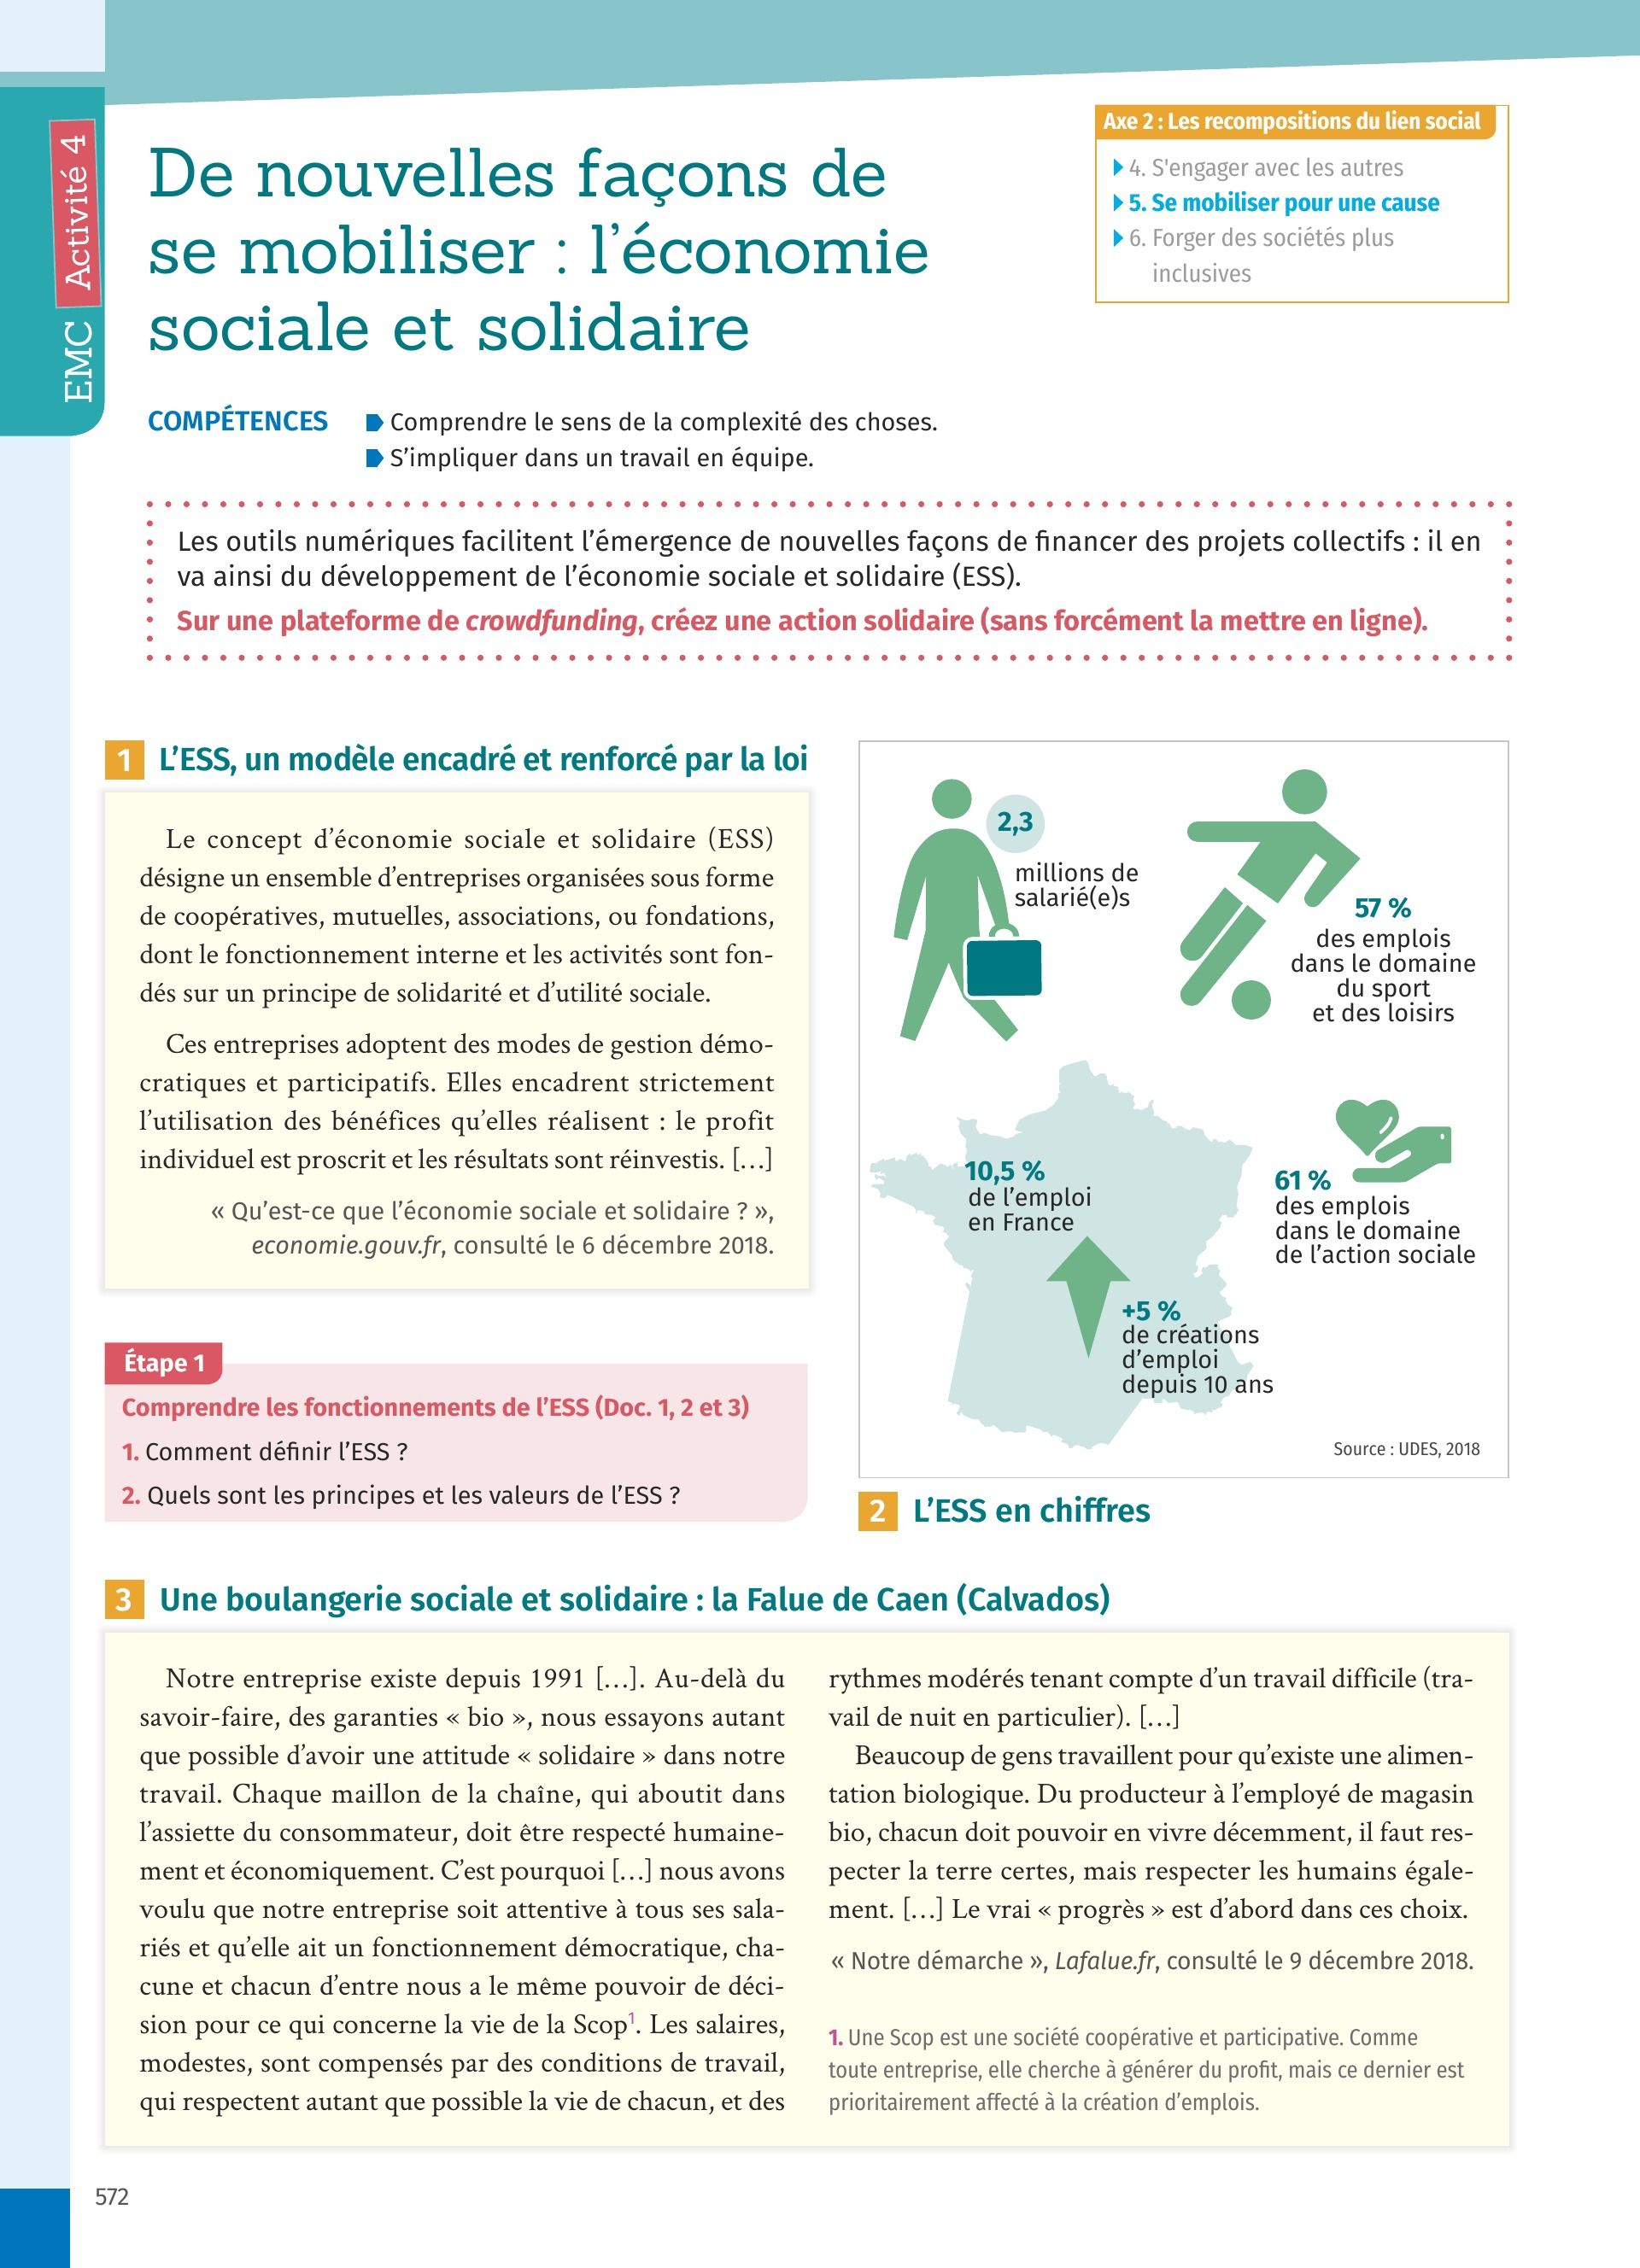 EMC Activité 4
De nouvelles façons de
se mobiliser : l'économie
sociale et solidaire
Axe 2 : Les recompositions du lien social
4. S'engager avec les autres
5. Se mobiliser pour une cause
6. Forger des sociétés plus
inclusives
COMPÉTENCES
Comprendre le sens de la complexité des choses.
S'impliquer dans un travail en équipe.
Les outils numériques facilitent l'émergence de nouvelles façons de financer des projets collectifs : il en
va ainsi du développement de l'économie sociale et solidaire (ESS).
Sur une plateforme de crowdfunding, créez une action solidaire (sans forcément la mettre en ligne).
1 L'ESS, un modèle encadré et renforcé par la loi
Le concept d'économie sociale et solidaire (ESS)
désigne un ensemble d'entreprises organisées sous forme
de coopératives, mutuelles, associations, ou fondations,
dont le fonctionnement interne et les activités sont fon-
dés sur un principe de solidarité et d'utilité sociale.
Ces entreprises adoptent des modes de gestion démo-
cratiques et participatifs. Elles encadrent strictement
l'utilisation des bénéfices qu'elles réalisent : le profit
individuel est proscrit et les résultats sont réinvestis. […]
« Qu'est-ce que l'économie sociale et solidaire ? »,
economie.gouv.fr, consulté le 6 décembre 2018.
Étape 1
Comprendre les fonctionnements de l'ESS (Doc. 1, 2 et 3)
1. Comment définir l'ESS ?
2. Quels sont les principes et les valeurs de l'ESS ?
2,3
millions de
salarié(e)s
57 %
des emplois
dans le domaine
du sport
et des loisirs
10,5 %
de l'emploi
en France
61 %
des emplois
dans le domaine
de l'action sociale
+5 %
de créations
d'emploi
depuis 10 ans
Source : UDES, 2018
2 L'ESS en chiffres
3 Une boulangerie sociale et solidaire : la Falue de Caen (Calvados)
Notre entreprise existe depuis 1991 […]. Au-delà du
savoir-faire, des garanties « bio », nous essayons autant
que possible d'avoir une attitude « solidaire » dans notre
travail. Chaque maillon de la chaîne, qui aboutit dans
l'assiette du consommateur, doit être respecté humaine-
ment et économiquement. C'est pourquoi […] nous avons
voulu que notre entreprise soit attentive à tous ses sala-
riés et qu'elle ait un fonctionnement démocratique, cha-
cune et chacun d'entre nous a le même pouvoir de déci-
sion pour ce qui concerne la vie de la Scop¹. Les salaires,
modestes, sont compensés par des conditions de travail,
qui respectent autant que possible la vie de chacun, et des
rythmes modérés tenant compte d'un travail difficile (tra-
vail de nuit en particulier). […]
Beaucoup de gens travaillent pour qu'existe une alimen-
tation biologique. Du producteur à l'employé de magasin
bio, chacun doit pouvoir en vivre décemment, il faut res-
pecter la terre certes, mais respecter les humains égale-
ment. […] Le vrai « progrès » est d'abord dans ces choix.
« Notre démarche », Lafalue.fr, consulté le 9 décembre 2018.
1. Une Scop est une société coopérative et participative. Comme
toute entreprise, elle cherche à générer du profit, mais ce dernier est
prioritairement affecté à la création d'emplois.
572